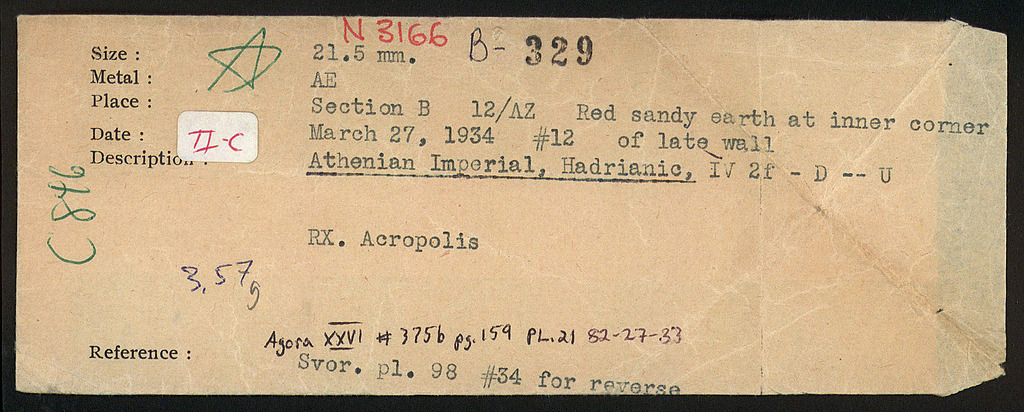 N 3166
Size : 21.5 mm. B- 329
Metal : AE
Place : Section B 12/ΛZ Red sandy earth at inner corner
Date : March 27, 1934 #12 of late wall
II-C
Description : Athenian Imperial, Hadrianic, IV 2f - D -- U
C846
RX. Acropolis
3,57g
Agora XXVI # 375b pg. 159 PL. 21 82-27-33
Reference : Svor. pl. 98 #34 for reverse